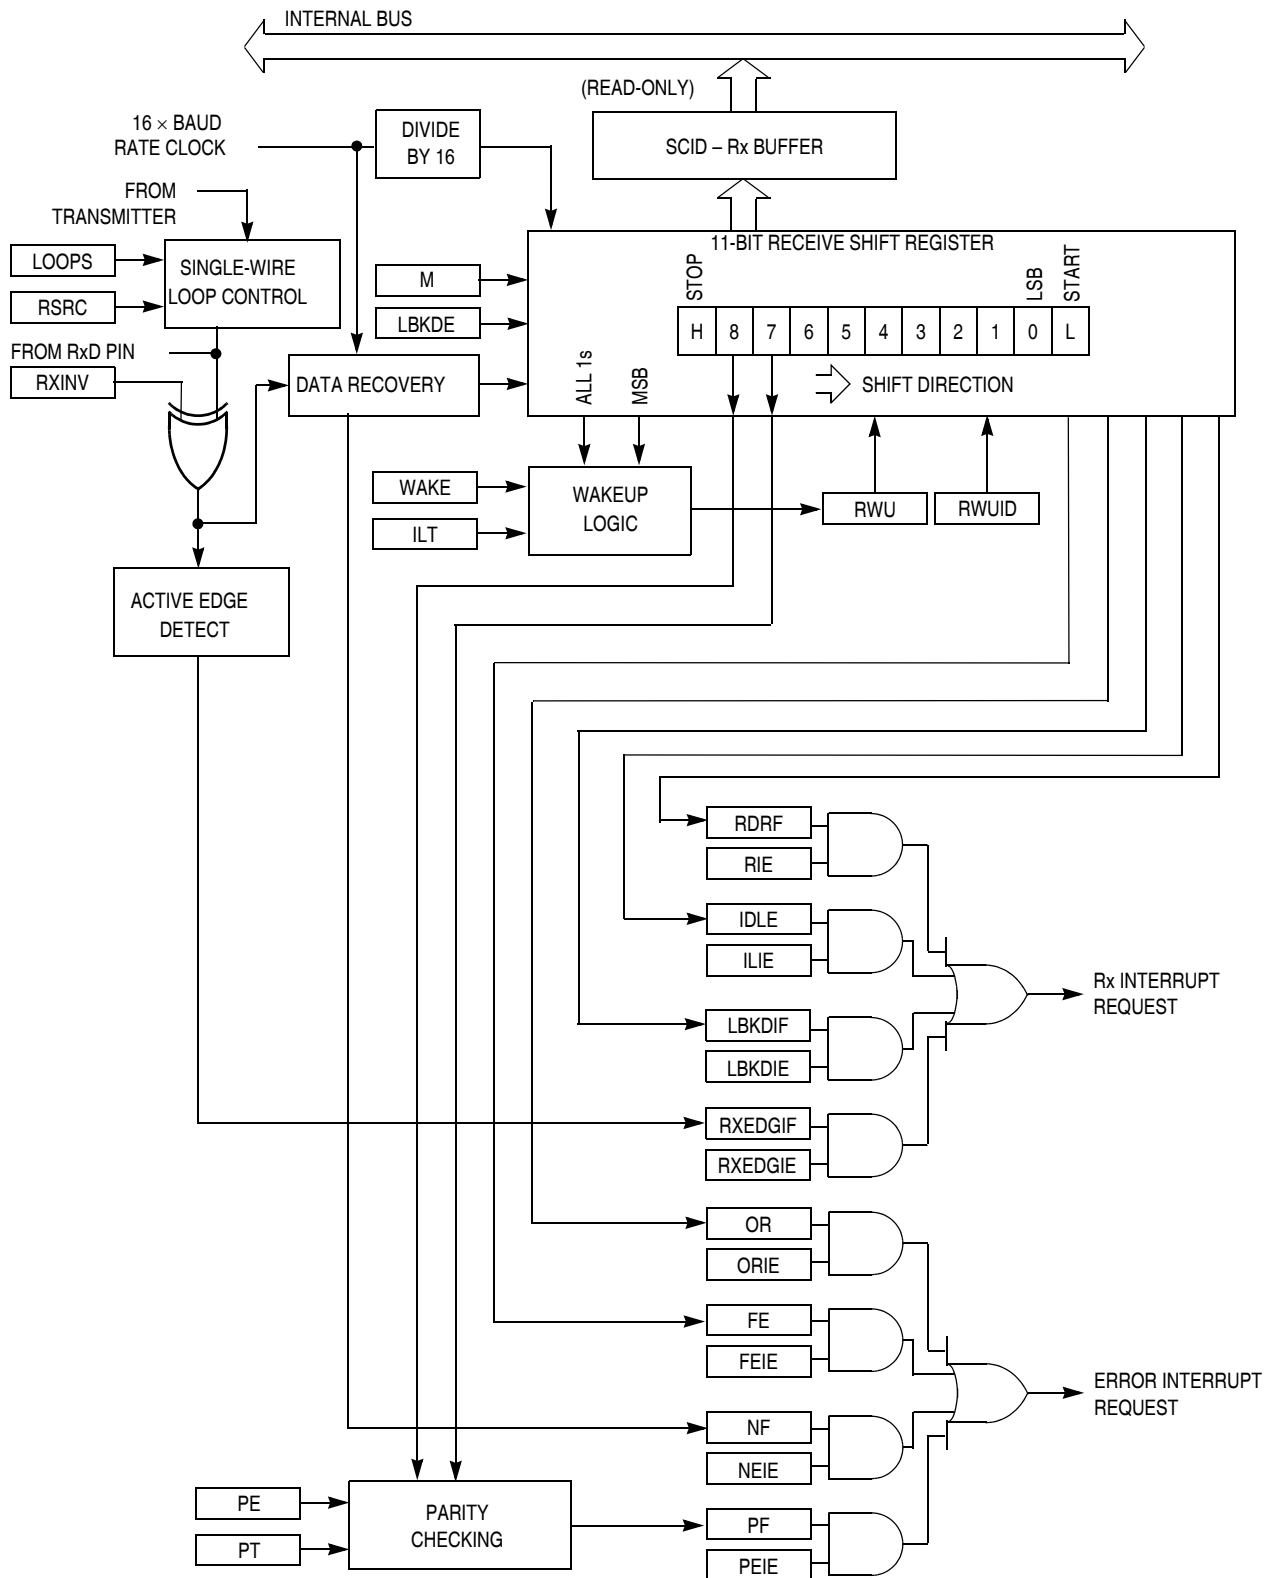 INTERNAL BUS
(READ-ONLY)
16 × BAUD
RATE CLOCK
DIVIDE
BY 16
SCID – Rx BUFFER
FROM
TRANSMITTER
11-BIT RECEIVE SHIFT REGISTER
LOOPS
RSRC
SINGLE-WIRE
LOOP CONTROL
M
LBKDE
STOP
LSB
START
H 8 7 6 5 4 3 2 1 0 L
FROM RxD PIN
RXINV
DATA RECOVERY
ALL 1s
MSB
SHIFT DIRECTION
WAKE
ILT
WAKEUP
LOGIC
RWU
RWUID
ACTIVE EDGE
DETECT
RDRF
RIE
IDLE
ILIE
Rx INTERRUPT
REQUEST
LBKDIF
LBKDIE
RXEDGIF
RXEDGIE
OR
ORIE
FE
FEIE
ERROR INTERRUPT
REQUEST
NF
NEIE
PE
PT
PARITY
CHECKING
PF
PEIE